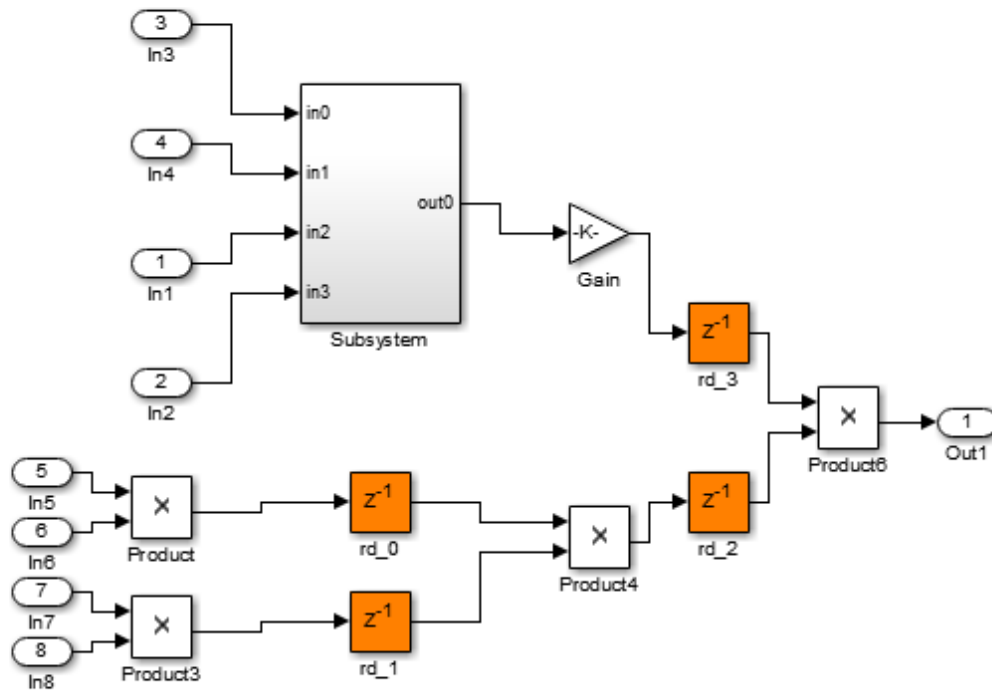 3
In3
4
In4
1
In1
2
In2
in0
in1
in2
in3
out0
Subsystem
-K-
Gain
z-1
rd_3
×
Product6
1
Out1
5
In5
6
In6
×
Product
z-1
rd_0
7
In7
8
In8
×
Product3
z-1
rd_1
×
Product4
z-1
rd_2